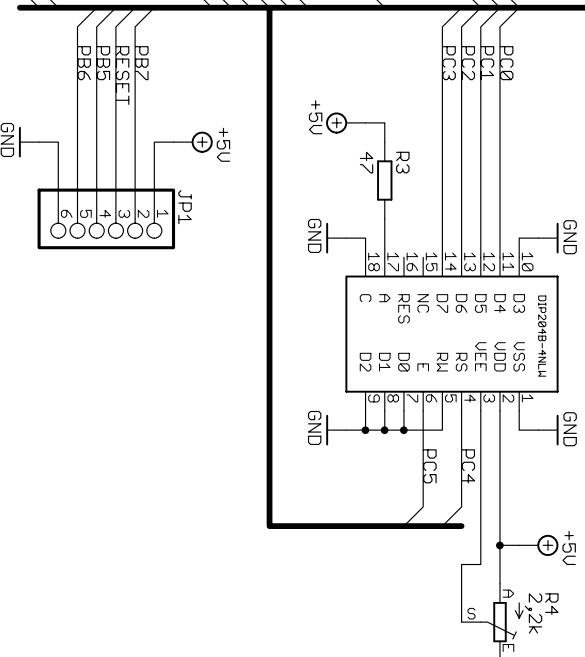 PB6
PB5
RESET
PB7
PC3
PC2
PC1
PC0
GND
+5V
+5V
R3
47
JP1
6
5
4
3
2
1
GND
GND
18
17
16
15
14
13
12
11
10
C
A
RES
NC
D7
D6
D5
D4
D3
DIP204B-4NLW
D2
D1
D0
E
RW
RS
VEE
VDD
VSS
9
8
7
6
5
4
3
2
1
GND
GND
PC5
PC4
+5V
R4
2,2k
A
S
E